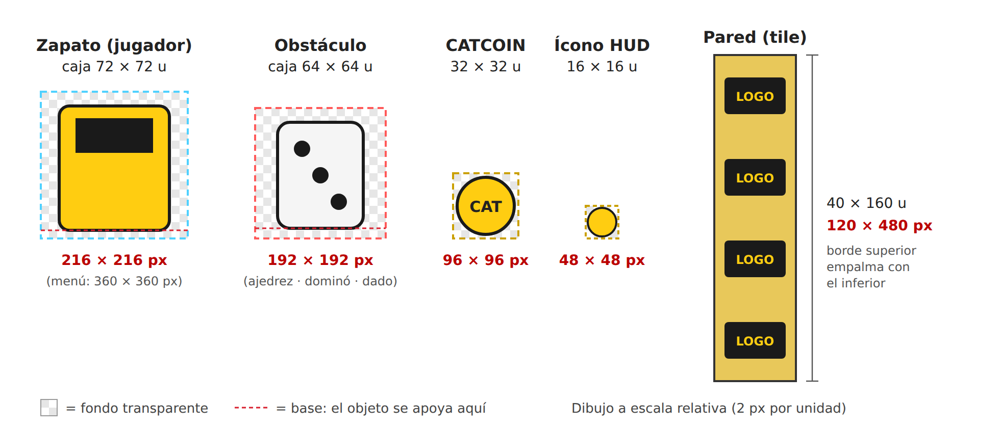 Zapato (jugador)
caja 72 × 72 u
216 × 216 px
(menú: 360 × 360 px)
Obstáculo
caja 64 × 64 u
192 × 192 px
(ajedrez · dominó · dado)
CATCOIN
32 × 32 u
CAT
96 × 96 px
Ícono HUD
16 × 16 u
48 × 48 px
Pared (tile)
LOGO
LOGO
LOGO
LOGO
40 × 160 u
120 × 480 px
borde superior
empalma con
el inferior
= fondo transparente
= base: el objeto se apoya aquí
Dibujo a escala relativa (2 px por unidad)